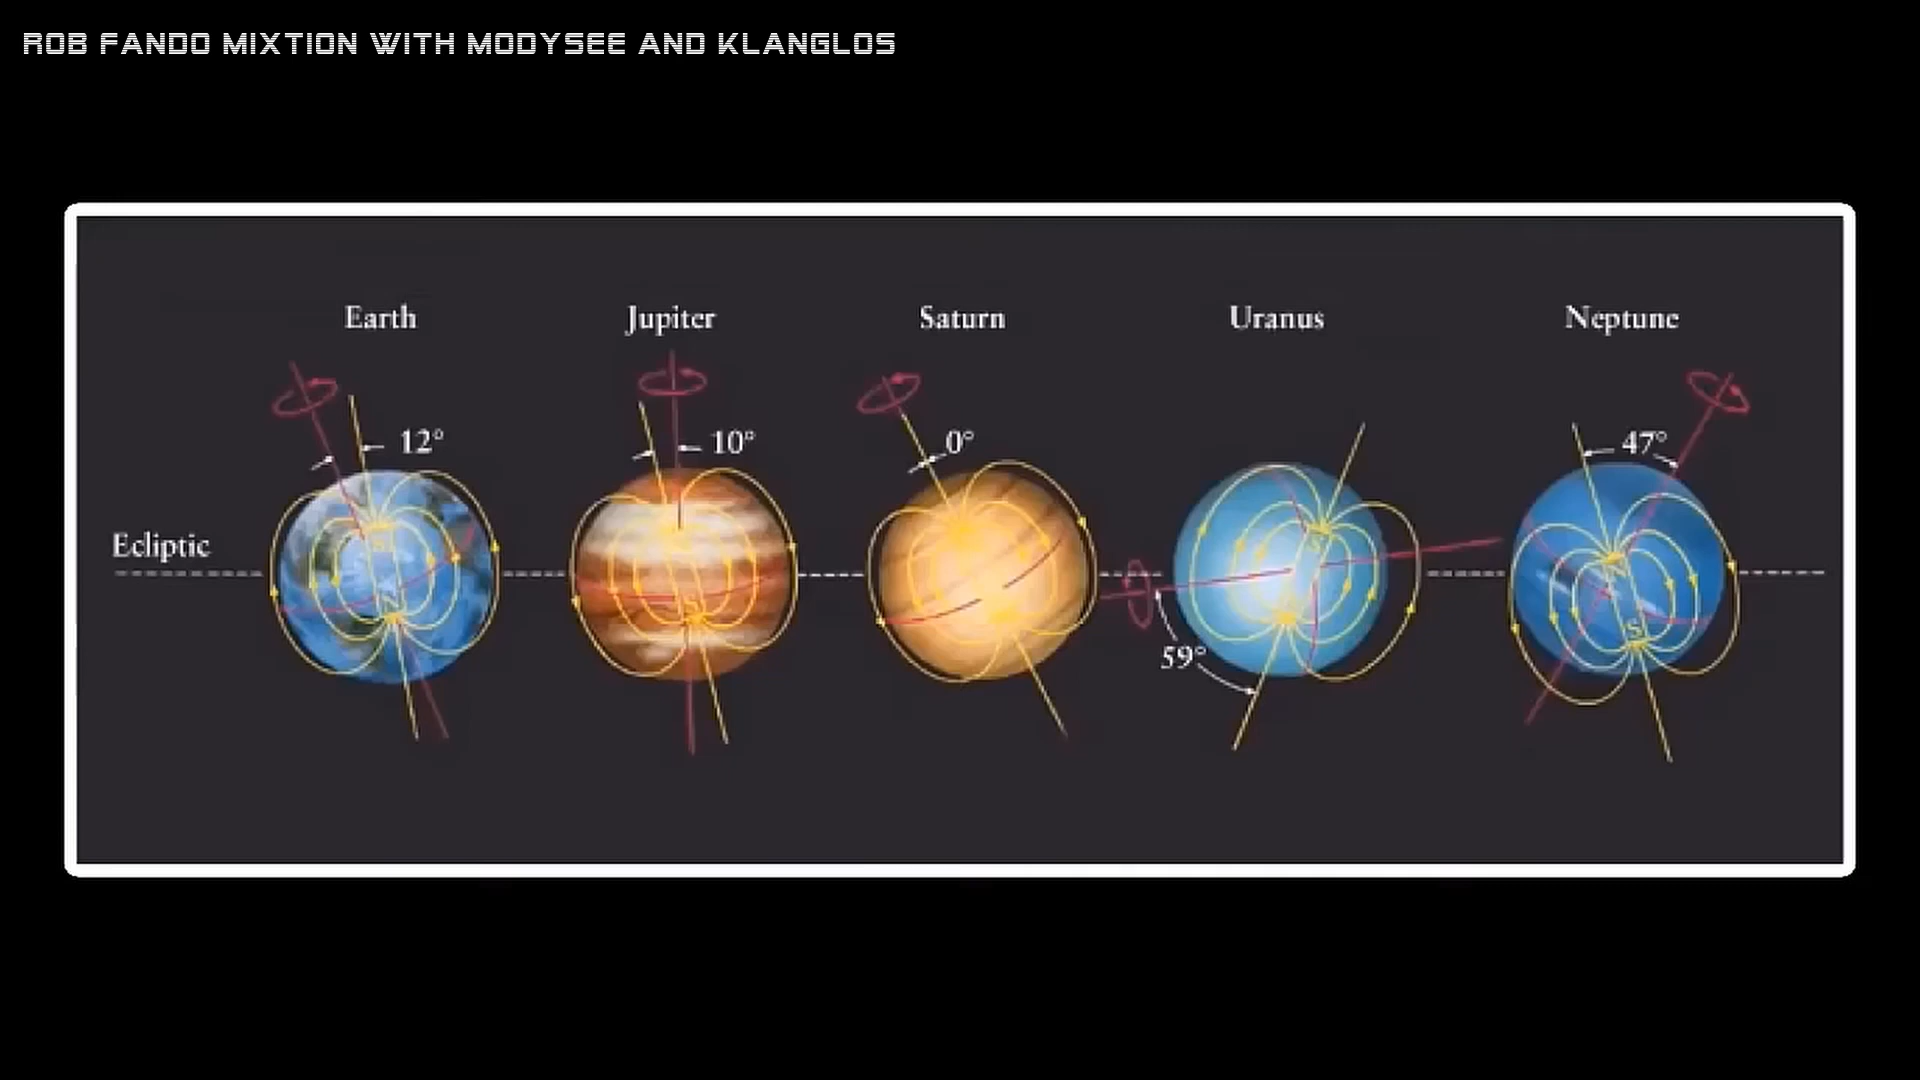 ROB FANDO MIXTION WITH MODYSEE AND KLANGLOS
Earth Jupiter Saturn Uranus Neptune
12° 10° 0° 47°
Ecliptic
59°
S
N
S
S
N
S